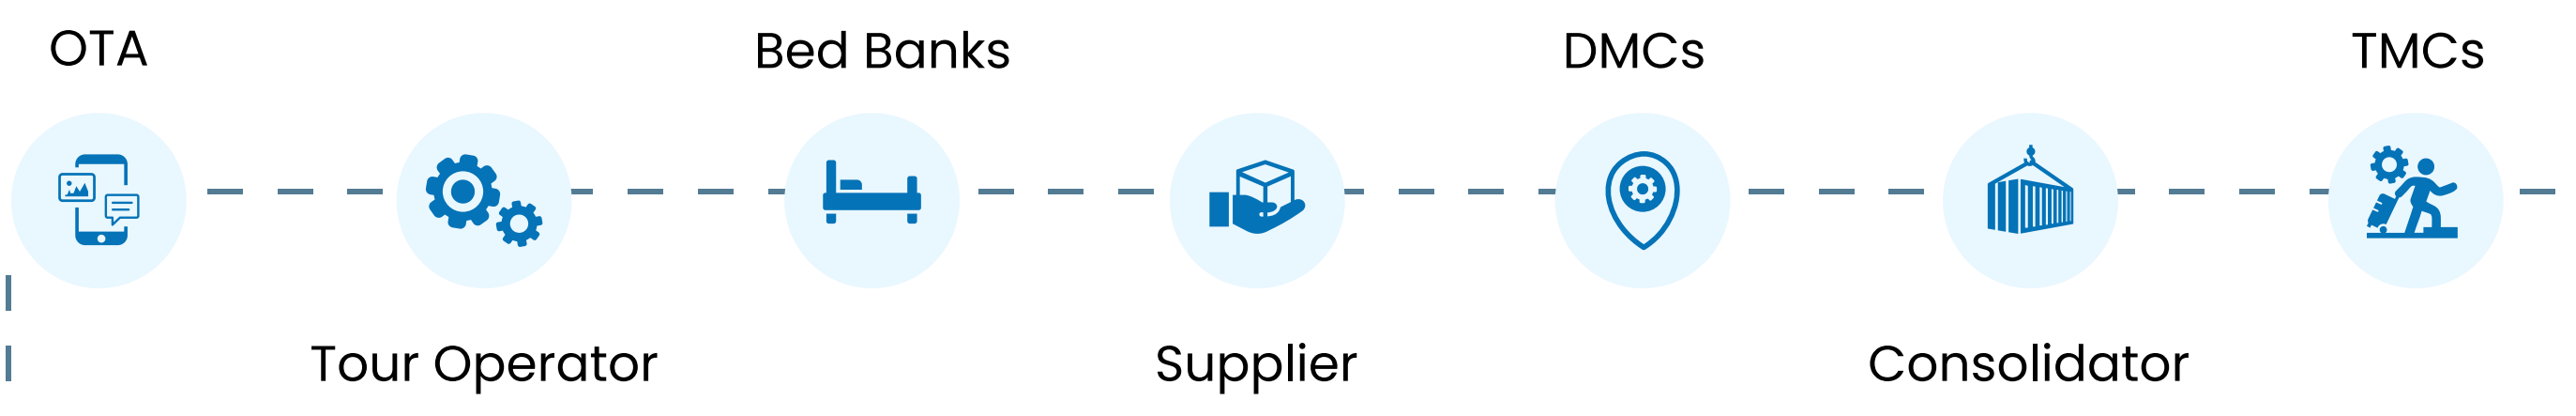 OTA
Tour Operator
Bed Banks
Supplier
DMCs
Consolidator
TMCs